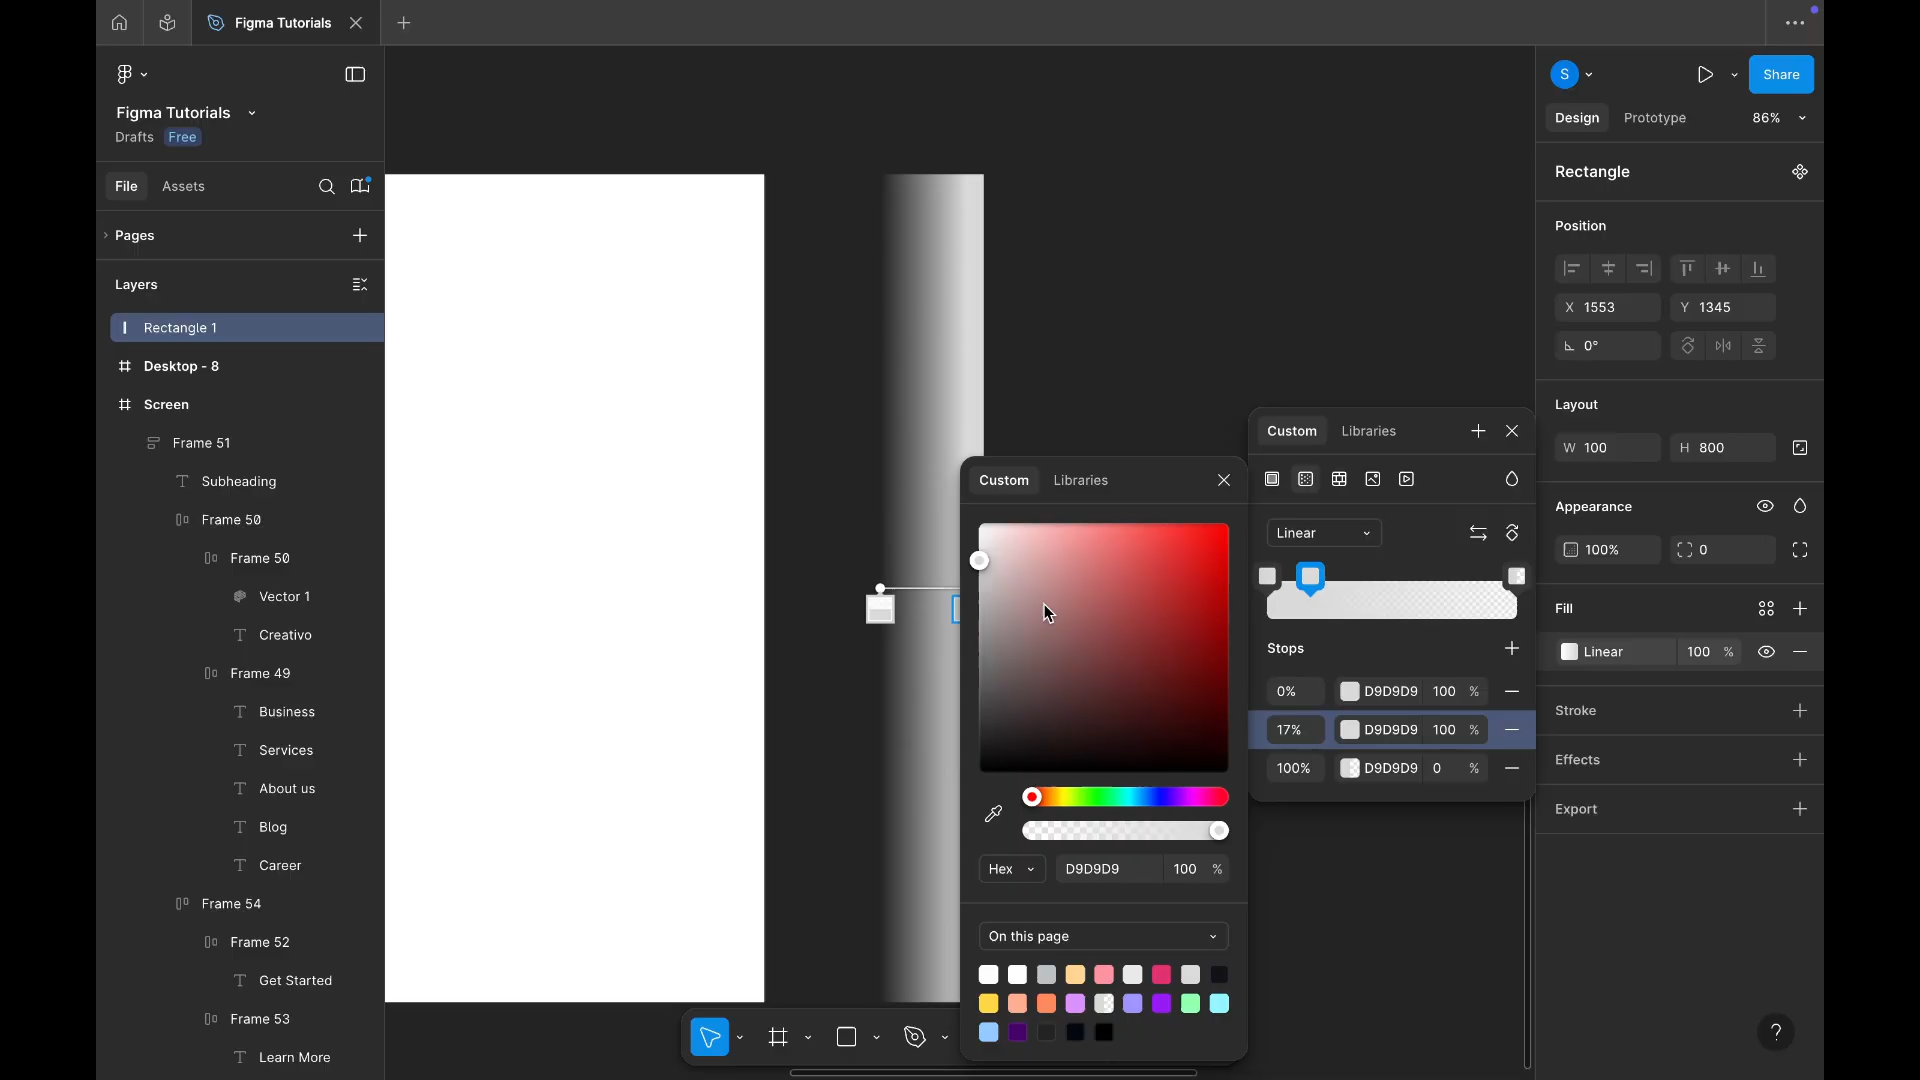 Figma Tutorials
Figma Tutorials
Drafts Free
File Assets
Pages
Layers
Rectangle 1
Desktop - 8
Screen
Frame 51
Subheading
Frame 50
Frame 50
Vector 1
Creativo
Frame 49
Business
Services
About us
Blog
Career
Frame 54
Frame 52
Get Started
Frame 53
Learn More
Custom Libraries
Hex D9D9D9 100 %
On this page
Custom Libraries
Linear
Stops
0% D9D9D9 100 %
17% D9D9D9 100 %
100% D9D9D9 0 %
S Share
Design Prototype 86%
Rectangle
Position
X 1553 Y 1345
0°
Layout
W 100 H 800
Appearance
100% 0
Fill
Linear 100 %
Stroke
Effects
Export
?